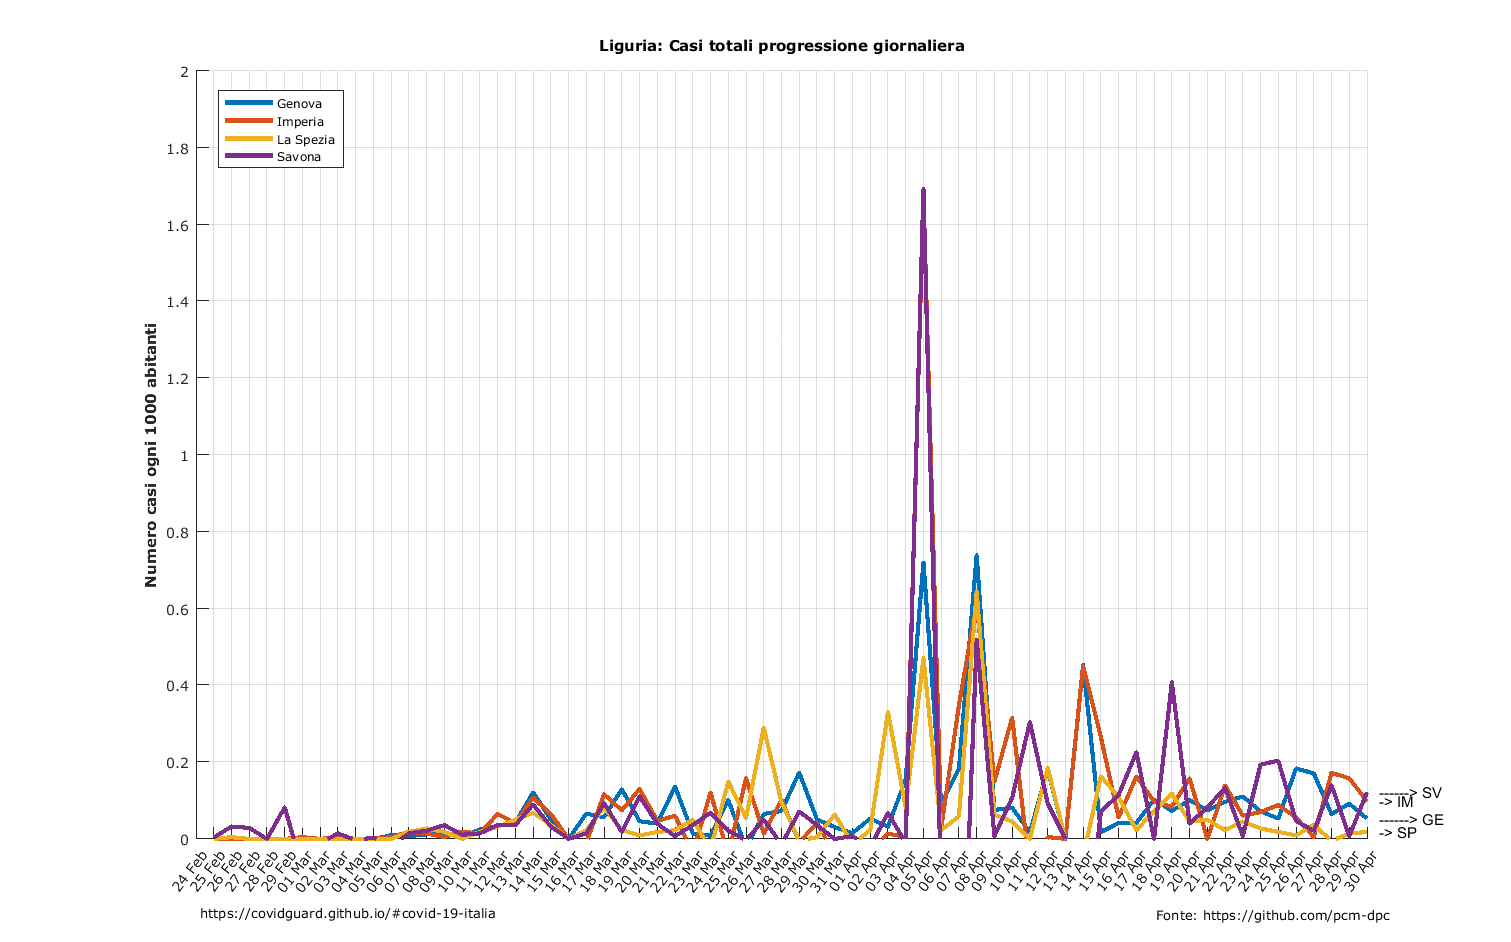 Liguria: Casi totali progressione giornaliera
Numero casi ogni 1000 abitanti
2
1.8
1.6
1.4
1.2
1
0.8
0.6
0.4
0.2
0
Genova
Imperia
La Spezia
Savona
------> SV
-> IM
------> GE
-> SP
24 Feb
25 Feb
26 Feb
27 Feb
28 Feb
29 Feb
01 Mar
02 Mar
03 Mar
04 Mar
05 Mar
06 Mar
07 Mar
08 Mar
09 Mar
10 Mar
11 Mar
12 Mar
13 Mar
14 Mar
15 Mar
16 Mar
17 Mar
18 Mar
19 Mar
20 Mar
21 Mar
22 Mar
23 Mar
24 Mar
25 Mar
26 Mar
27 Mar
28 Mar
29 Mar
30 Mar
31 Mar
01 Apr
02 Apr
03 Apr
04 Apr
05 Apr
06 Apr
07 Apr
08 Apr
09 Apr
10 Apr
11 Apr
12 Apr
13 Apr
14 Apr
15 Apr
16 Apr
17 Apr
18 Apr
19 Apr
20 Apr
21 Apr
22 Apr
23 Apr
24 Apr
25 Apr
26 Apr
27 Apr
28 Apr
29 Apr
30 Apr
https://covidguard.github.io/#covid-19-italia
Fonte: https://github.com/pcm-dpc